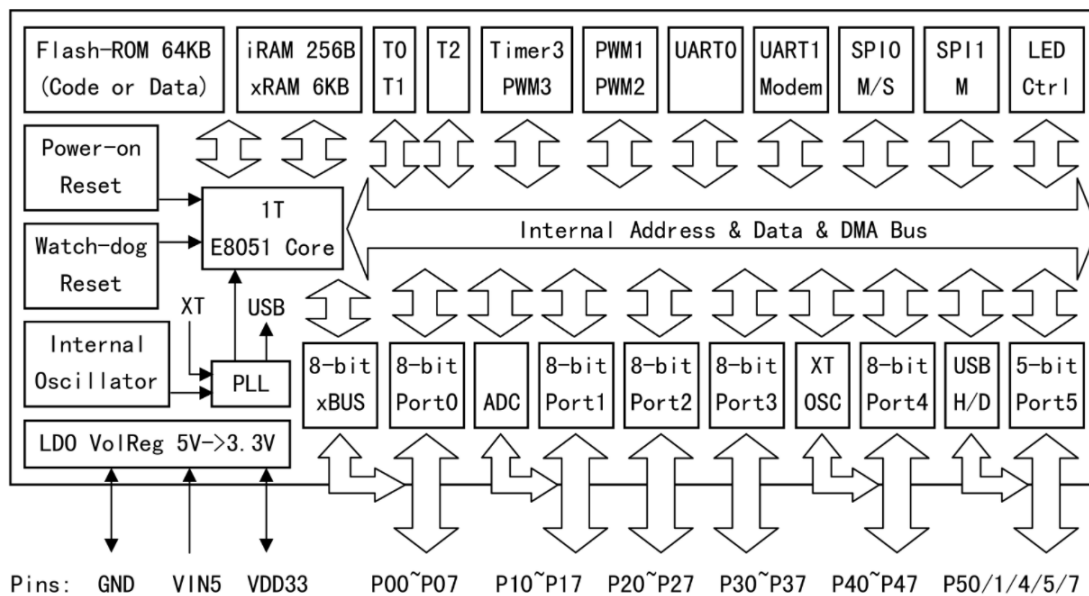 Flash-ROM 64KB
(Code or Data)
iRAM 256B
xRAM 6KB
T0
T1
T2
Timer3
PWM3
PWM1
PWM2
UART0
UART1
Modem
SPI0
M/S
SPI1
M
LED
Ctrl
Power-on
Reset
1T
E8051 Core
Internal Address & Data & DMA Bus
Watch-dog
Reset
XT
USB
Internal
Oscillator
PLL
8-bit
xBUS
8-bit
Port0
ADC
8-bit
Port1
8-bit
Port2
8-bit
Port3
XT
OSC
8-bit
Port4
USB
H/D
5-bit
Port5
LDO VolReg 5V->3.3V
Pins: GND VIN5 VDD33 P00~P07 P10~P17 P20~P27 P30~P37 P40~P47 P50/1/4/5/7